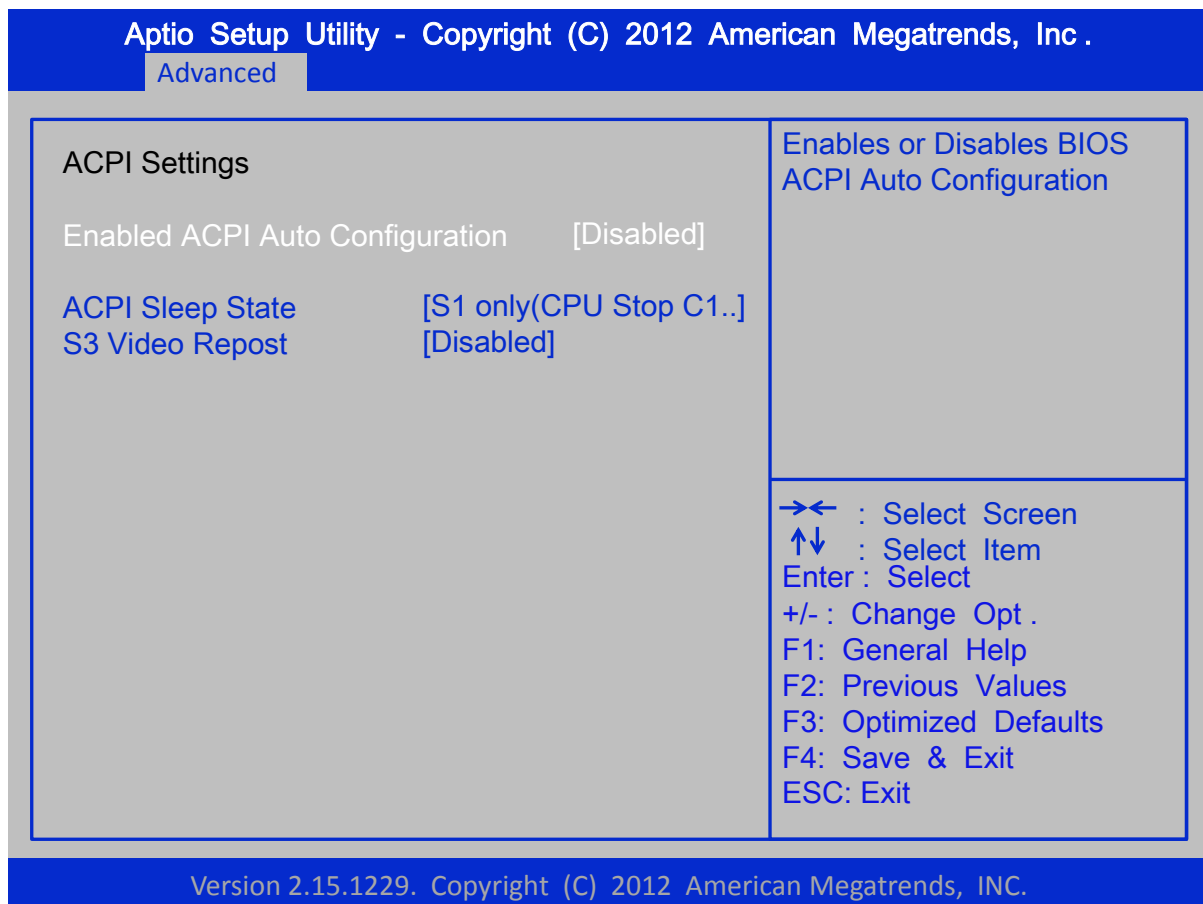 Aptio Setup Utility - Copyright (C) 2012 American Megatrends, Inc .
Advanced
ACPI Settings
Enabled ACPI Auto Configuration [Disabled]
ACPI Sleep State [S1 only(CPU Stop C1..]
S3 Video Repost [Disabled]
Enables or Disables BIOS
ACPI Auto Configuration
→← : Select Screen
↑↓ : Select Item
Enter : Select
+/- : Change Opt .
F1: General Help
F2: Previous Values
F3: Optimized Defaults
F4: Save & Exit
ESC: Exit
Version 2.15.1229. Copyright (C) 2012 American Megatrends, INC.